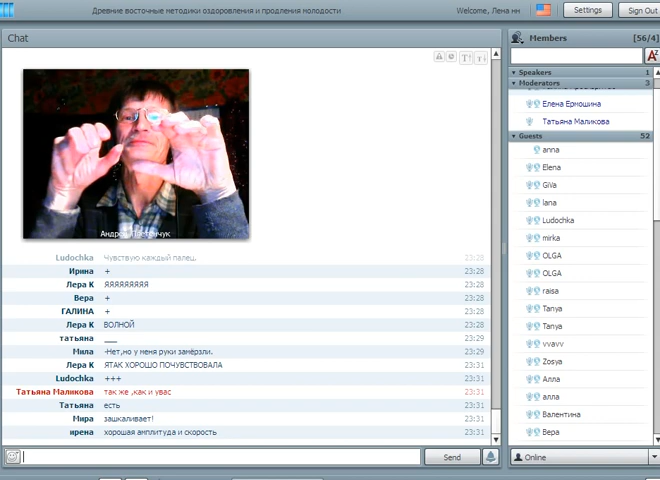 Древние восточные методики оздоровления и продления молодости
Welcome, Лена нн
Settings
Sign Out
Chat
Members
[56/4]
Speakers 1
Moderators 3
Елена Ермошина
Татьяна Маликова
Guests 52
anna
Elena
GiVa
lana
Ludochka
mirka
OLGA
OLGA
raisa
Tanya
Tanya
vvavv
Zosya
Алла
алла
Валентина
Вера
Ludochka Чувствую каждый палец. 23:28
Ирина + 23:28
Лера К ЯЯЯЯЯЯЯЯЯ 23:28
Вера + 23:28
ГАЛИНА + 23:28
Лера К ВОЛНОЙ 23:28
татьяна ___ 23:29
Мила -Нет,но у меня руки замёрзли. 23:29
Лера К ЯТАК ХОРОШО ПОЧУВСТВОВАЛА 23:31
Ludochka +++ 23:31
Татьяна Маликова так же ,как и увас 23:31
Татьяна есть 23:31
Мира зашкаливает! 23:31
ирена хорошая амплитуда и скорость 23:31
Send
Online